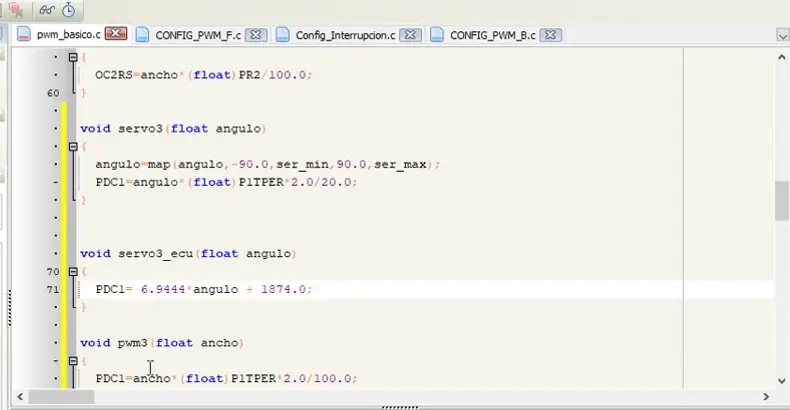 pwm_basico.c CONFIG_PWM_F.c Config_Interrupcion.c CONFIG_PWM_B.c
{
OC2RS=ancho*(float)PR2/100.0;
60 }
void servo3(float angulo)
{
angulo=map(angulo,-90.0,ser_min,90.0,ser_max);
PDC1=angulo*(float)P1TPER*2.0/20.0;
}
void servo3_ecu(float angulo)
70 {
71 PDC1= 6.9444*angulo + 1874.0;
}
void pwm3(float ancho)
{
PDC1=ancho*(float)P1TPER*2.0/100.0;